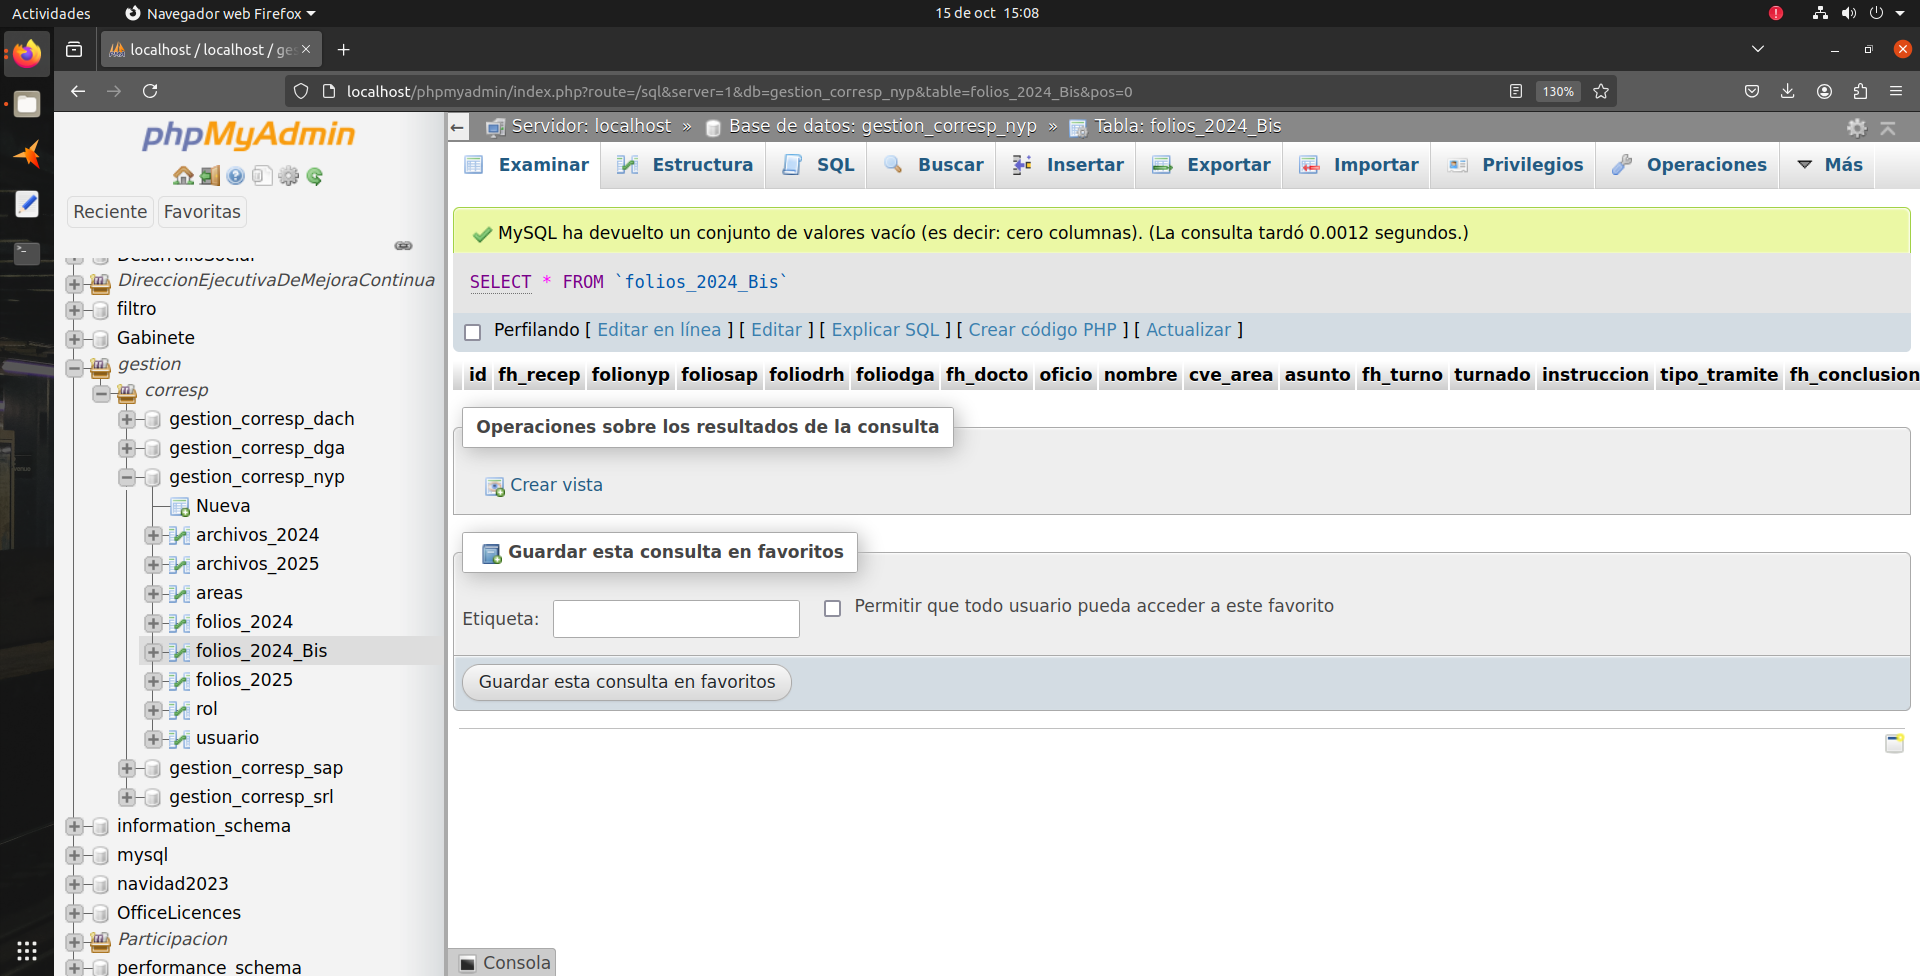 Actividades
Navegador web Firefox
15 de oct 15:08
localhost / localhost / ges
localhost/phpmyadmin/index.php?route=/sql&server=1&db=gestion_corresp_nyp&table=folios_2024_Bis&pos=0
130%
phpMyAdmin
Reciente
Favoritas
DesarrolloSocial
DireccionEjecutivaDeMejoraContinua
filtro
Gabinete
gestion
corresp
gestion_corresp_dach
gestion_corresp_dga
gestion_corresp_nyp
Nueva
archivos_2024
archivos_2025
areas
folios_2024
folios_2024_Bis
folios_2025
rol
usuario
gestion_corresp_sap
gestion_corresp_srl
information_schema
mysql
navidad2023
OfficeLicences
Participacion
performance_schema
Servidor: localhost » Base de datos: gestion_corresp_nyp » Tabla: folios_2024_Bis
Examinar
Estructura
SQL
Buscar
Insertar
Exportar
Importar
Privilegios
Operaciones
Más
MySQL ha devuelto un conjunto de valores vacío (es decir: cero columnas). (La consulta tardó 0.0012 segundos.)
SELECT * FROM `folios_2024_Bis`
Perfilando [ Editar en línea ] [ Editar ] [ Explicar SQL ] [ Crear código PHP ] [ Actualizar ]
id fh_recep folionyp foliosap foliodrh foliodga fh_docto oficio nombre cve_area asunto fh_turno turnado instruccion tipo_tramite fh_conclusion
Operaciones sobre los resultados de la consulta
Crear vista
Guardar esta consulta en favoritos
Etiqueta:
Permitir que todo usuario pueda acceder a este favorito
Guardar esta consulta en favoritos
Consola